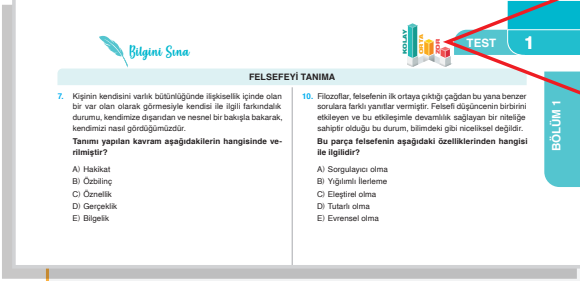 Bilgini Sına
KOLAY
ORTA
ZOR
TEST 1
BÖLÜM 1
FELSEFEYİ TANIMA
7. Kişinin kendisini varlık bütünlüğünde ilişkisellik içinde olan
bir var olan olarak görmesiyle kendisi ile ilgili farkındalık
durumu, kendimize dışarıdan ve nesnel bir bakışla bakarak,
kendimizi nasıl gördüğümüzdür.
Tanımı yapılan kavram aşağıdakilerin hangisinde ve-
rilmiştir?
A) Hakikat
B) Özbilinç
C) Öznellik
D) Gerçeklik
E) Bilgelik
10. Filozoflar, felsefenin ilk ortaya çıktığı çağdan bu yana benzer
sorulara farklı yanıtlar vermiştir. Felsefi düşüncenin birbirini
etkileyen ve bu etkileşimle devamlılık sağlayan bir niteliğe
sahiptir olduğu bu durum, bilimdeki gibi niceliksel değildir.
Bu parça felsefenin aşağıdaki özelliklerinden hangisi
ile ilgilidir?
A) Sorgulayıcı olma
B) Yığılımlı İlerleme
C) Eleştirel olma
D) Tutarlı olma
E) Evrensel olma